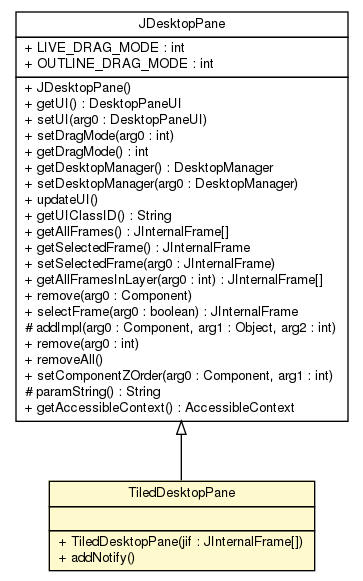 JDesktopPane
+ LIVE_DRAG_MODE : int
+ OUTLINE_DRAG_MODE : int
+ JDesktopPane()
+ getUI() : DesktopPaneUI
+ setUI(arg0 : DesktopPaneUI)
+ setDragMode(arg0 : int)
+ getDragMode() : int
+ getDesktopManager() : DesktopManager
+ setDesktopManager(arg0 : DesktopManager)
+ updateUI()
+ getUIClassID() : String
+ getAllFrames() : JInternalFrame[]
+ getSelectedFrame() : JInternalFrame
+ setSelectedFrame(arg0 : JInternalFrame)
+ getAllFramesInLayer(arg0 : int) : JInternalFrame[]
+ remove(arg0 : Component)
+ selectFrame(arg0 : boolean) : JInternalFrame
# addImpl(arg0 : Component, arg1 : Object, arg2 : int)
+ remove(arg0 : int)
+ removeAll()
+ setComponentZOrder(arg0 : Component, arg1 : int)
# paramString() : String
+ getAccessibleContext() : AccessibleContext
TiledDesktopPane
+ TiledDesktopPane(jif : JInternalFrame[])
+ addNotify()